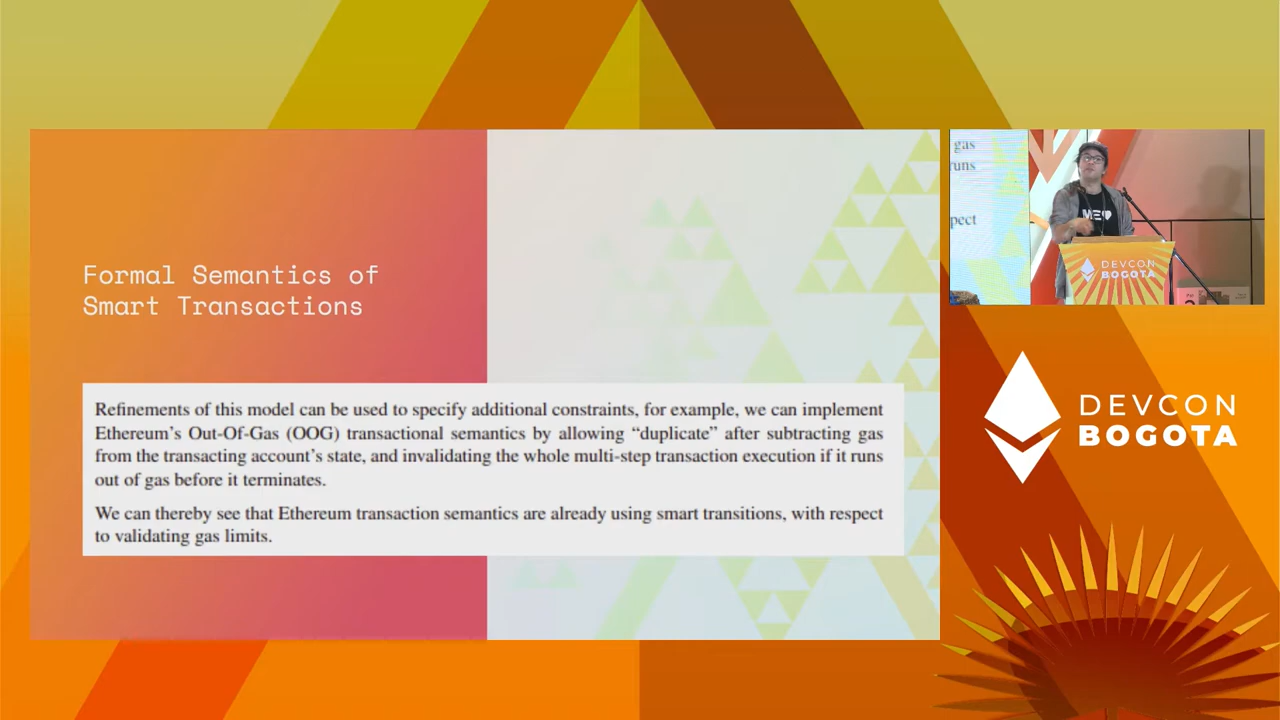 Formal Semantics of
Smart Transactions
Refinements of this model can be used to specify additional constraints, for example, we can implement
Ethereum's Out-Of-Gas (OOG) transactional semantics by allowing “duplicate” after subtracting gas
from the transacting account's state, and invalidating the whole multi-step transaction execution if it runs
out of gas before it terminates.
We can thereby see that Ethereum transaction semantics are already using smart transitions, with respect
to validating gas limits.
gas
runs
pect
DEVCON
BOGOTA
DEVCON
BOGOTA